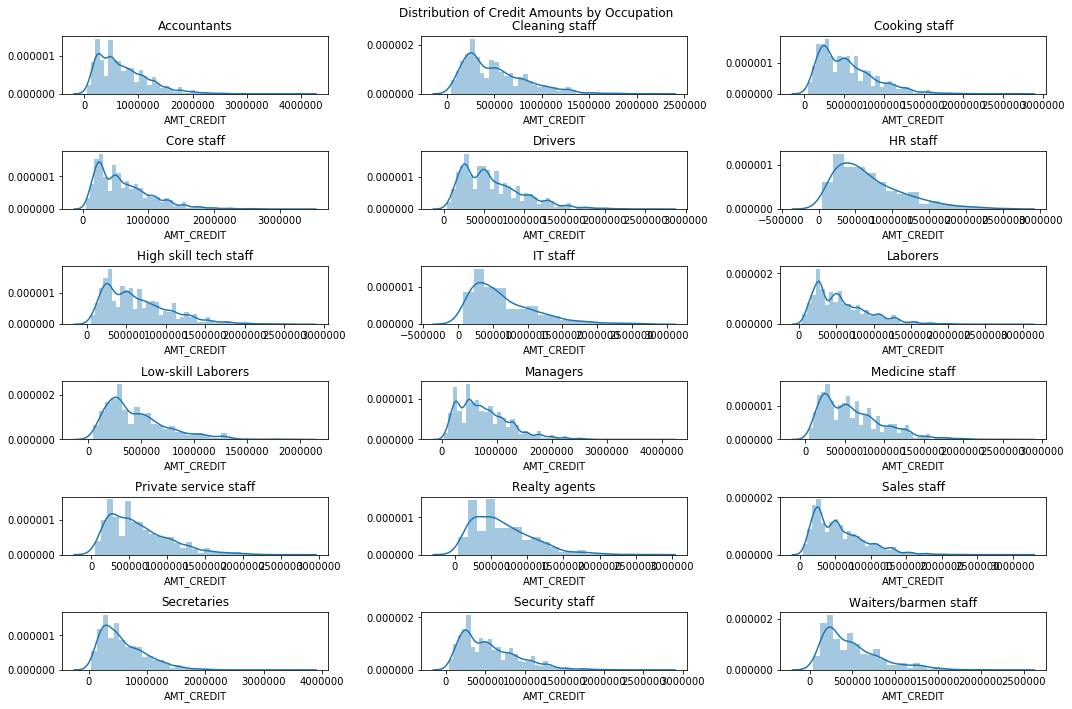 Distribution of Credit Amounts by Occupation
Accountants
0.000001
0.000000
0 1000000 2000000 3000000 4000000
AMT_CREDIT
Cleaning staff
0.000002
0.000000
0 500000 1000000 1500000 2000000 2500000
AMT_CREDIT
Cooking staff
0.000001
0.000000
0 500000 1000000 1500000 2000000 2500000 3000000
AMT_CREDIT
Core staff
0.000001
0.000000
0 1000000 2000000 3000000
AMT_CREDIT
Drivers
0.000001
0.000000
0 500000 1000000 1500000 2000000 2500000 3000000
AMT_CREDIT
HR staff
0.000001
0.000000
−500000 0 500000 1000000 1500000 2000000 2500000 3000000
AMT_CREDIT
High skill tech staff
0.000001
0.000000
0 500000 1000000 1500000 2000000 2500000 3000000
AMT_CREDIT
IT staff
0.000001
0.000000
−500000 0 500000 1000000 1500000 2000000 2500000 3000000
AMT_CREDIT
Laborers
0.000002
0.000000
0 500000 1000000 1500000 2000000 2500000 3000000
AMT_CREDIT
Low-skill Laborers
0.000002
0.000000
0 500000 1000000 1500000 2000000
AMT_CREDIT
Managers
0.000001
0.000000
0 1000000 2000000 3000000 4000000
AMT_CREDIT
Medicine staff
0.000001
0.000000
0 500000 1000000 1500000 2000000 2500000 3000000
AMT_CREDIT
Private service staff
0.000001
0.000000
0 500000 1000000 1500000 2000000 2500000 3000000
AMT_CREDIT
Realty agents
0.000001
0.000000
0 500000 1000000 1500000 2000000 2500000 3000000
AMT_CREDIT
Sales staff
0.000002
0.000000
0 500000 1000000 1500000 2000000 2500000 3000000
AMT_CREDIT
Secretaries
0.000001
0.000000
0 1000000 2000000 3000000 4000000
AMT_CREDIT
Security staff
0.000002
0.000000
0 500000 1000000 1500000 2000000 2500000 3000000
AMT_CREDIT
Waiters/barmen staff
0.000002
0.000000
0 500000 1000000 1500000 2000000 2500000
AMT_CREDIT